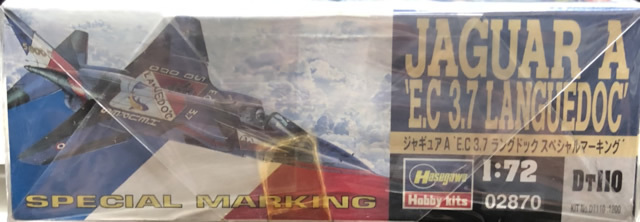 JAGUAR A
'E.C 3.7 LANGUEDOC'
ジャギュア A 'E.C 3.7 ラングドック スペシャルマーキング'
SPECIAL MARKING
LANGUEDOC
Hasegawa
Hobby kits
1:72
02870
DT110